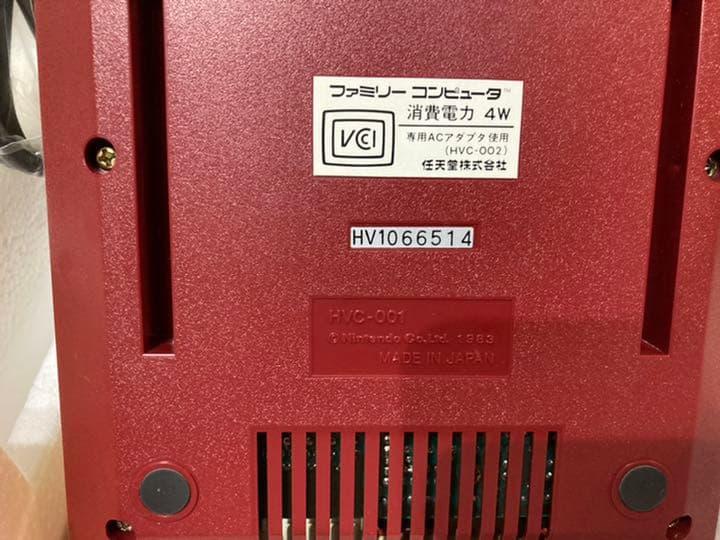 ファミリー コンピュータ™
消費電力 4W
VCCI
専用ACアダプタ使用
(HVC-002)
任天堂株式会社
HV1066514
HVC-001
© Nintendo Co., Ltd. 1983
MADE IN JAPAN